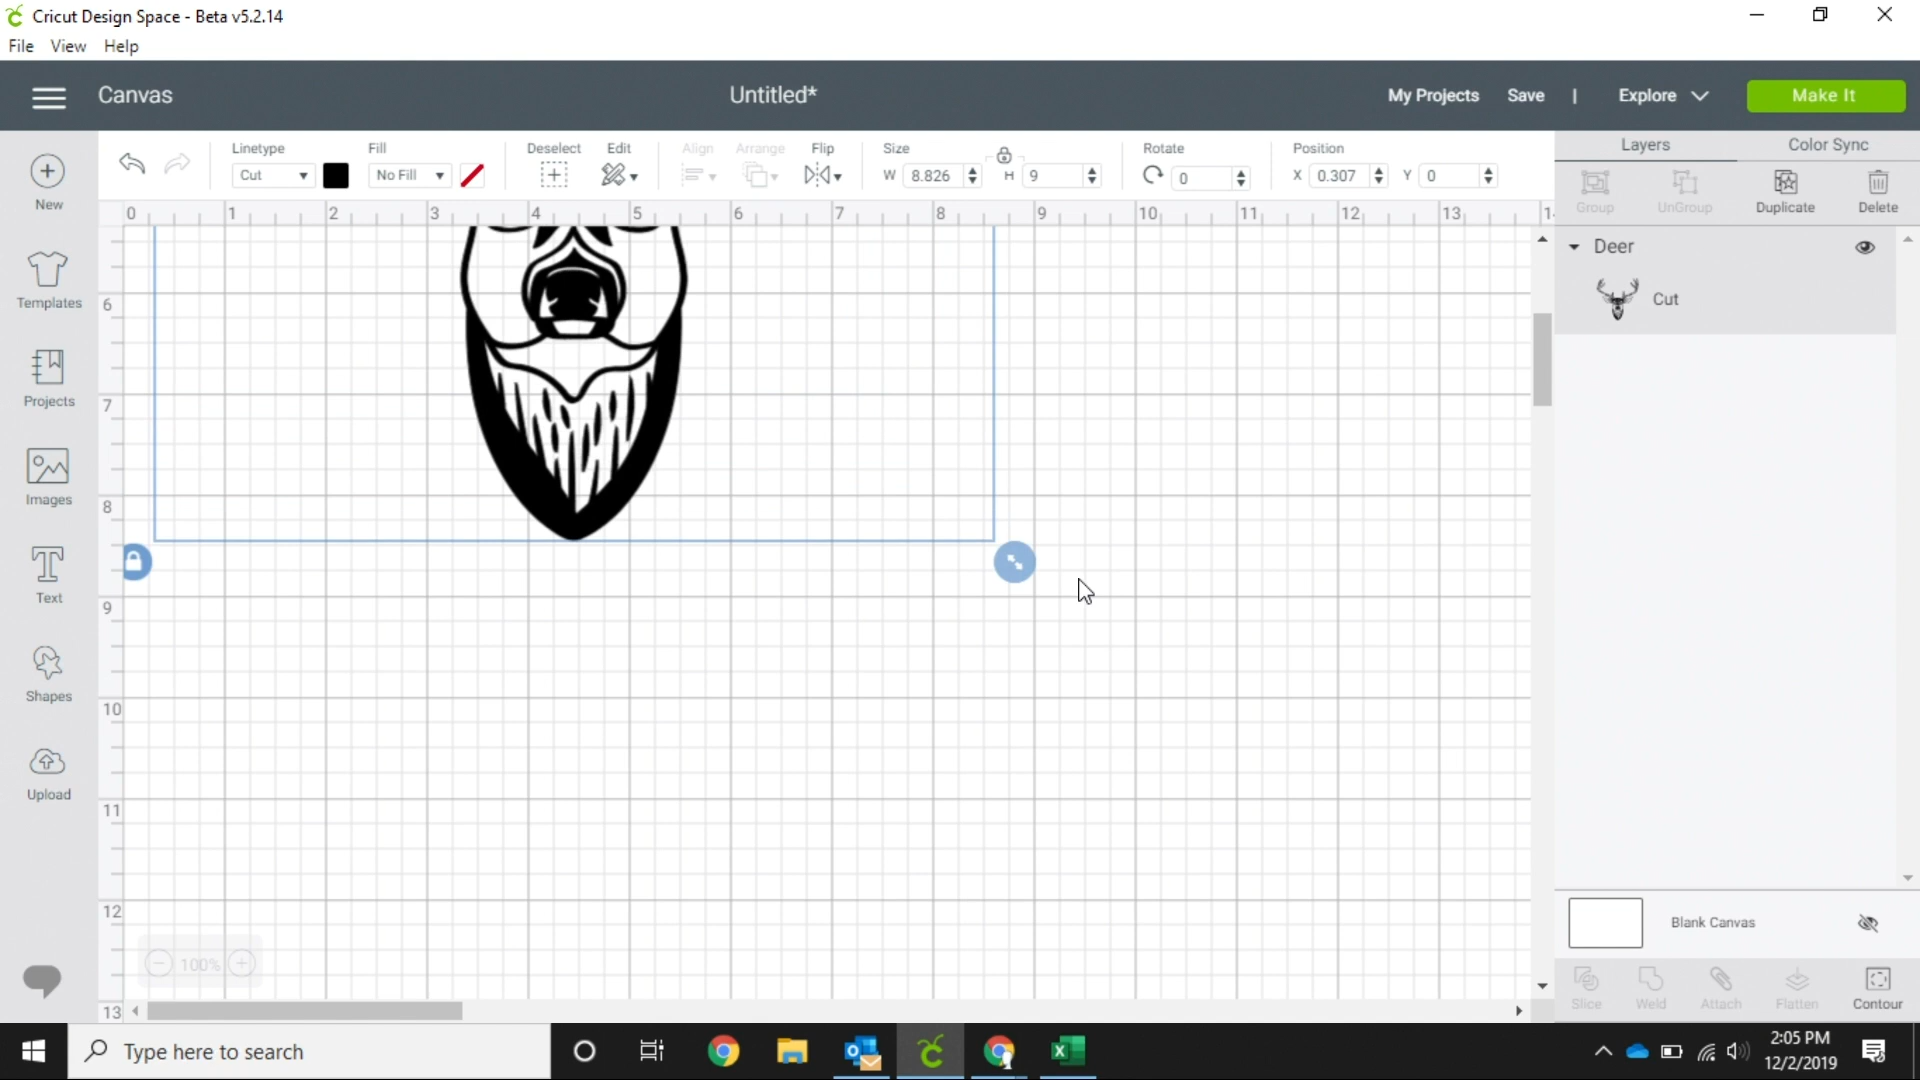 Cricut Design Space - Beta v5.2.14
File View Help
Canvas
Untitled*
My Projects Save | Explore Make It
Linetype Fill Deselect Edit Align Arrange Flip Size Rotate Position
Cut No Fill W 8.826 H 9 0 X 0.307 Y 0
Layers Color Sync
Group UnGroup Duplicate Delete
0 1 2 3 4 5 6 7 8 9 10 11 12 13
6
7
8
9
10
11
12
13
New
Templates
Projects
Images
Text
Shapes
Upload
100%
Deer
Cut
Blank Canvas
Slice Weld Attach Flatten Contour
Type here to search
2:05 PM
12/2/2019